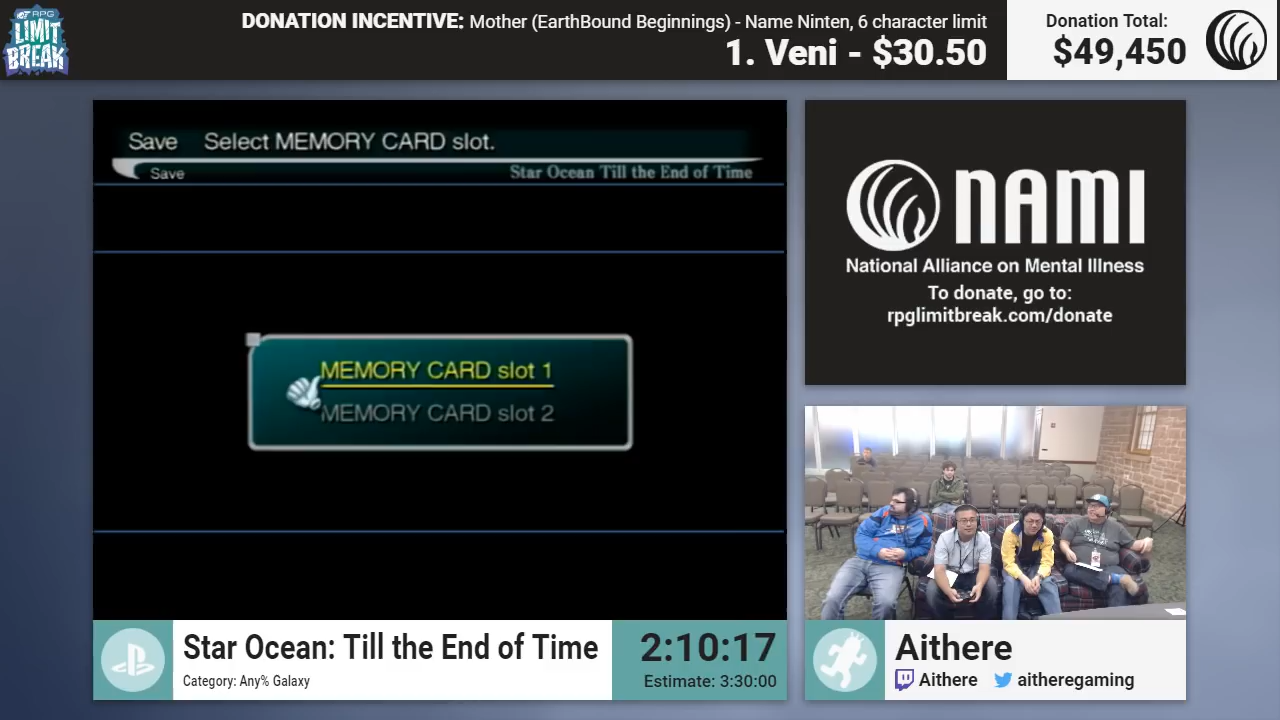 RPG
LIMIT
BREAK
DONATION INCENTIVE: Mother (EarthBound Beginnings) - Name Ninten, 6 character limit
1. Veni - $30.50
Donation Total:
$49,450
Save Select MEMORY CARD slot.
Save
Star Ocean Till the End of Time
MEMORY CARD slot 1
MEMORY CARD slot 2
NAMI
National Alliance on Mental Illness
To donate, go to:
rpglimitbreak.com/donate
Star Ocean: Till the End of Time
Category: Any% Galaxy
2:10:17
Estimate: 3:30:00
Aithere
Aithere
aitheregaming